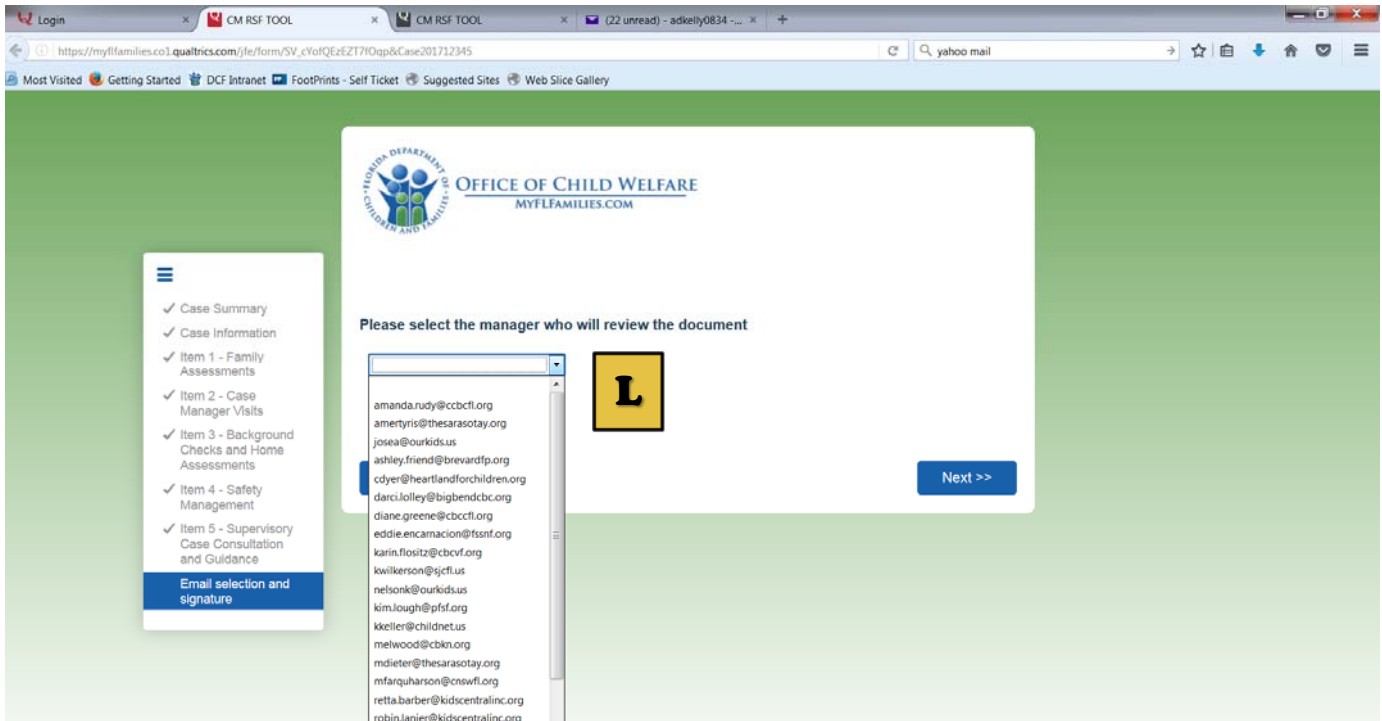 Login
CM RSF TOOL
CM RSF TOOL
(22 unread) - adkelly0834 -...
https://myflfamilies.co1.qualtrics.com/jfe/form/SV_cYofQEzEZT7fOqp&Case201712345
yahoo mail
Most Visited Getting Started DCF Intranet FootPrints - Self Ticket Suggested Sites Web Slice Gallery
FLORIDA DEPARTMENT OF CHILDREN AND FAMILIES
OFFICE OF CHILD WELFARE
MYFLFAMILIES.COM
Case Summary
Case Information
Item 1 - Family
Assessments
Item 2 - Case
Manager Visits
Item 3 - Background
Checks and Home
Assessments
Item 4 - Safety
Management
Item 5 - Supervisory
Case Consultation
and Guidance
Email selection and
signature
Please select the manager who will review the document
L
amanda.rudy@ccbcfl.org
amertyris@thesarasotay.org
josea@ourkids.us
ashley.friend@brevardfp.org
cdyer@heartlandforchildren.org
darci.lolley@bigbendcbc.org
diane.greene@cbccfl.org
eddie.encarnacion@fssnf.org
karin.flositz@cbcvf.org
kwilkerson@sjcfl.us
nelsonk@ourkids.us
kim.lough@pfsf.org
kkeller@childnet.us
melwood@cbkn.org
mdieter@thesarasotay.org
mfarquharson@cnswfl.org
retta.barber@kidscentralinc.org
robin.lanier@kidscentralinc.org
Next >>